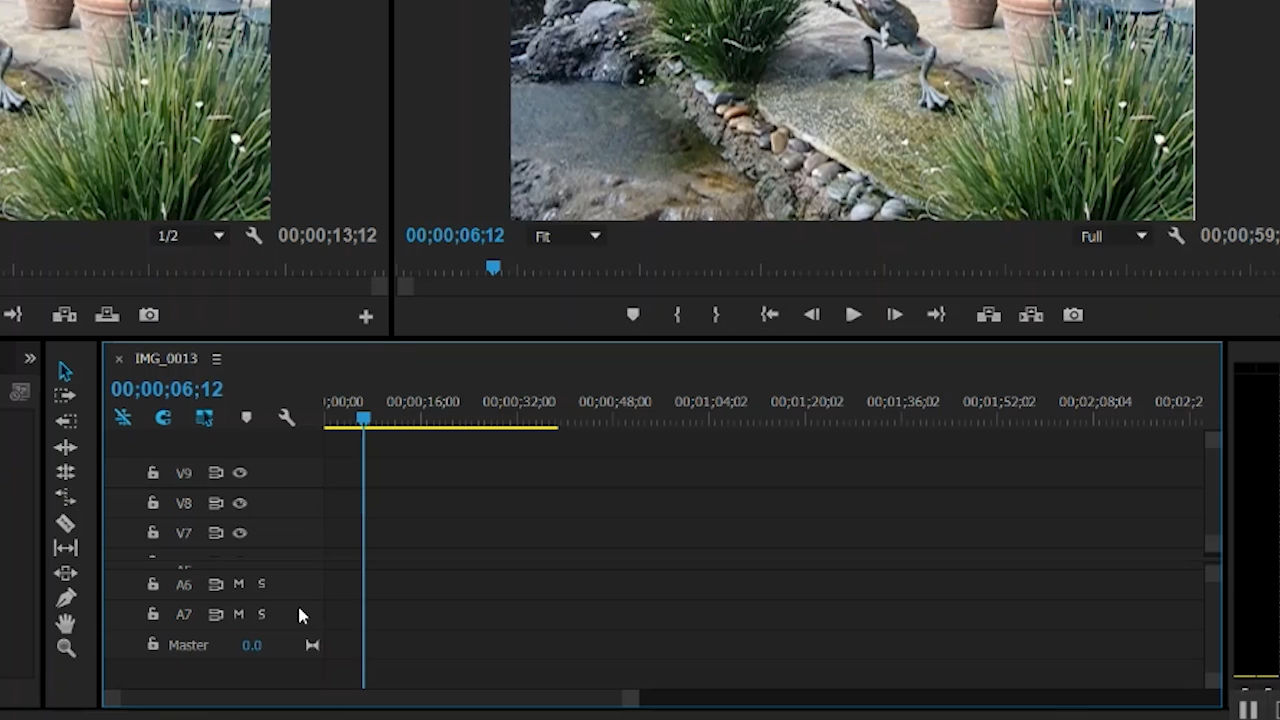 1/2 00;00;13;12 00;00;06;12 Fit Full 00;00;59;
IMG_0013
00;00;06;12
;00;00 00;00;16;00 00;00;32;00 00;00;48;00 00;01;04;02 00;01;20;02 00;01;36;02 00;01;52;02 00;02;08;04 00;02;2
V9
V8
V7
A6 M S
A7 M S
Master 0.0